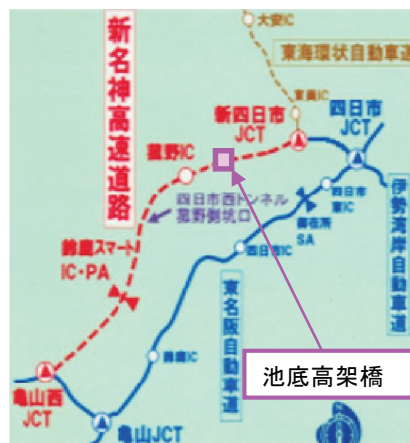 大安IC
東海環状自動車道
東員IC
新名神高速道路
新四日市
JCT
四日市
JCT
菰野IC
四日市西トンネル
菰野側坑口
四日市
東IC
御在所
SA
伊勢湾岸自動車道
鈴鹿スマート
IC・PA
四日市IC
東名阪自動車道
鈴鹿IC
池底高架橋
亀山西
JCT
亀山JCT